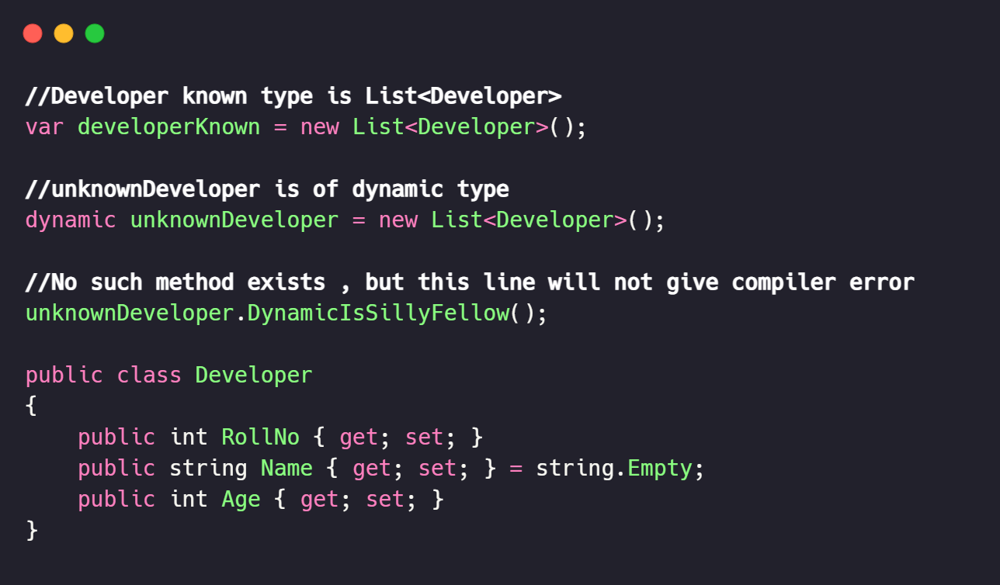 //Developer known type is List<Developer>
var developerKnown = new List<Developer>();
//unknownDeveloper is of dynamic type
dynamic unknownDeveloper = new List<Developer>();
//No such method exists , but this line will not give compiler error
unknownDeveloper.DynamicIsSillyFellow();
public class Developer
{
    public int RollNo { get; set; }
    public string Name { get; set; } = string.Empty;
    public int Age { get; set; }
}